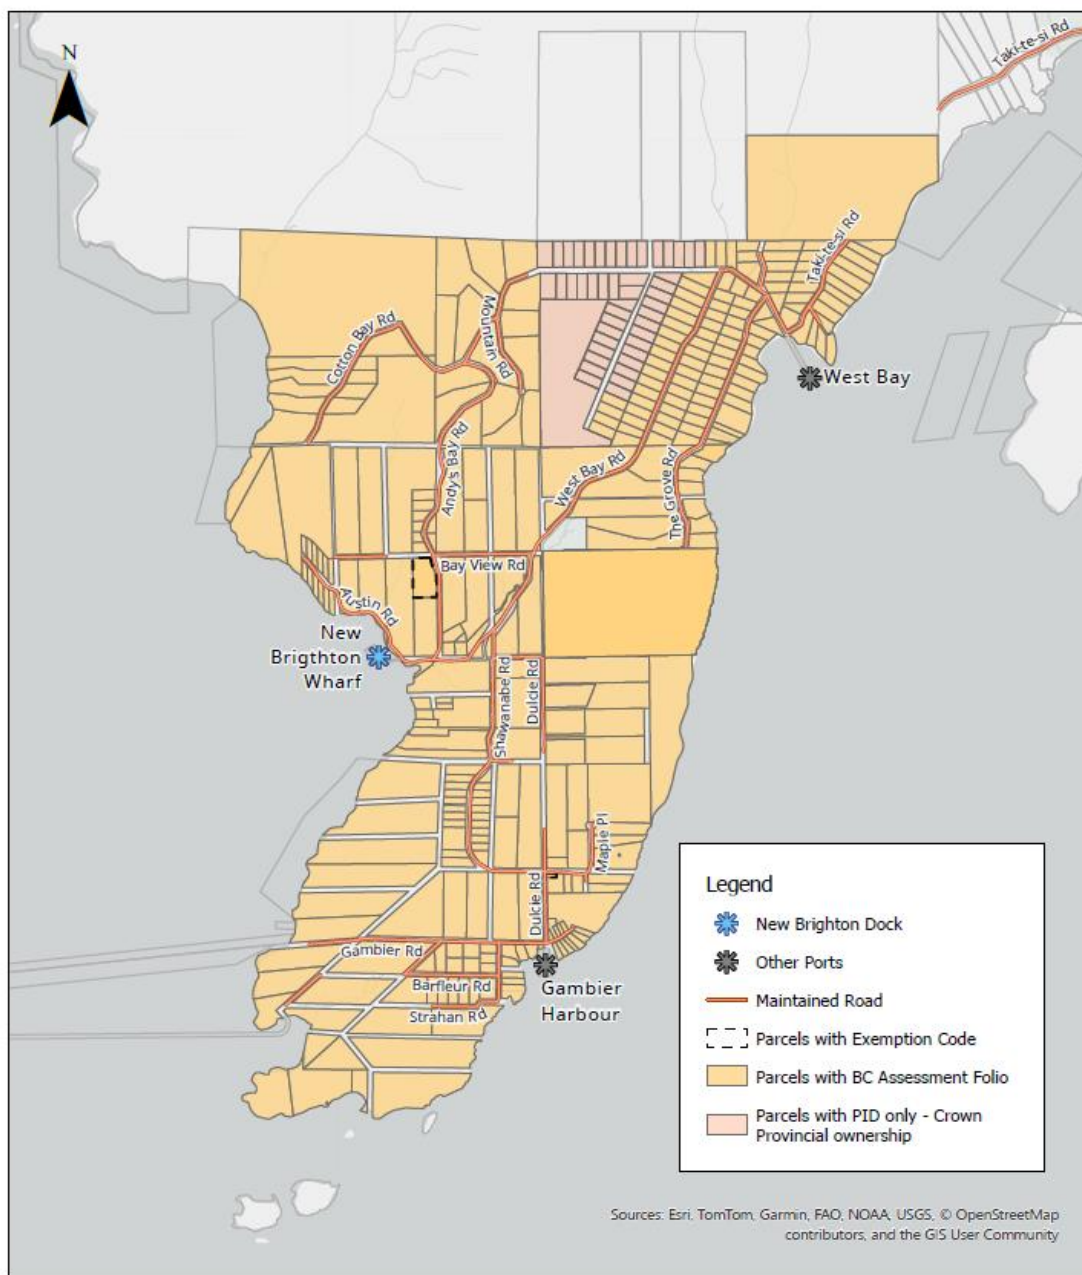 N
Taki-te-si Rd
Taki-te-si Rd
Mountain Rd
Cotton Bay Rd
West Bay
Andy's Bay Rd
West Bay Rd
The Grove Rd
Bay View Rd
Austin Rd
New
Brigthton
Wharf
Shawanabe Rd
Dulcie Rd
Maple Pl
Dulcie Rd
Gambier Rd
Barfleur Rd
Strahan Rd
Gambier
Harbour
Legend
New Brighton Dock
Other Ports
Maintained Road
Parcels with Exemption Code
Parcels with BC Assessment Folio
Parcels with PID only - Crown
Provincial ownership
Sources: Esri, TomTom, Garmin, FAO, NOAA, USGS, © OpenStreetMap
contributors, and the GIS User Community